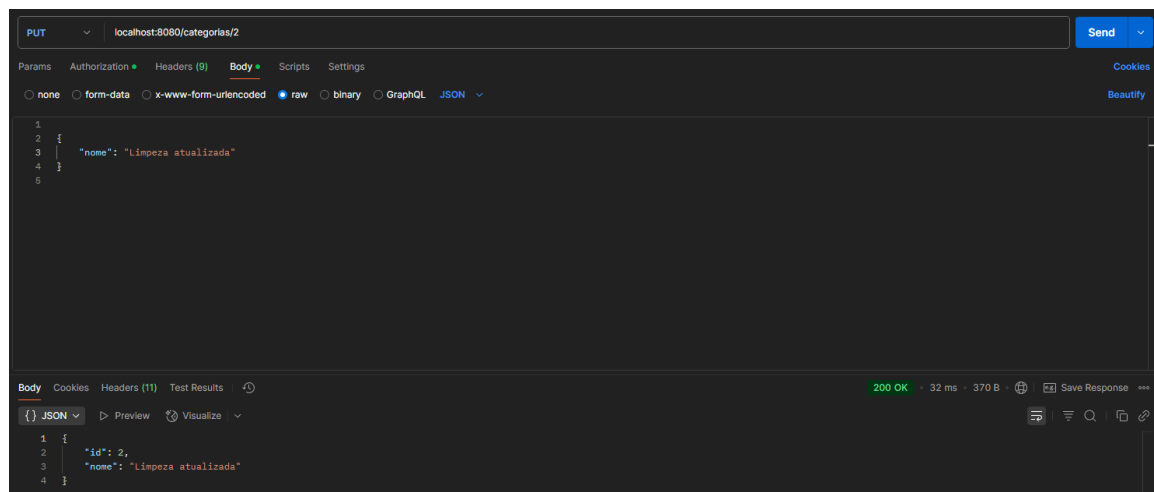 PUT localhost:8080/categorias/2 Send
Params Authorization Headers (9) Body Scripts Settings Cookies
none form-data x-www-form-urlencoded raw binary GraphQL JSON Beautify
1
2 {
3 "nome": "Limpeza atualizada"
4 }
5
Body Cookies Headers (11) Test Results 200 OK 32 ms 370 B Save Response
{} JSON Preview Visualize
1 {
2 "id": 2,
3 "nome": "Limpeza atualizada"
4 }